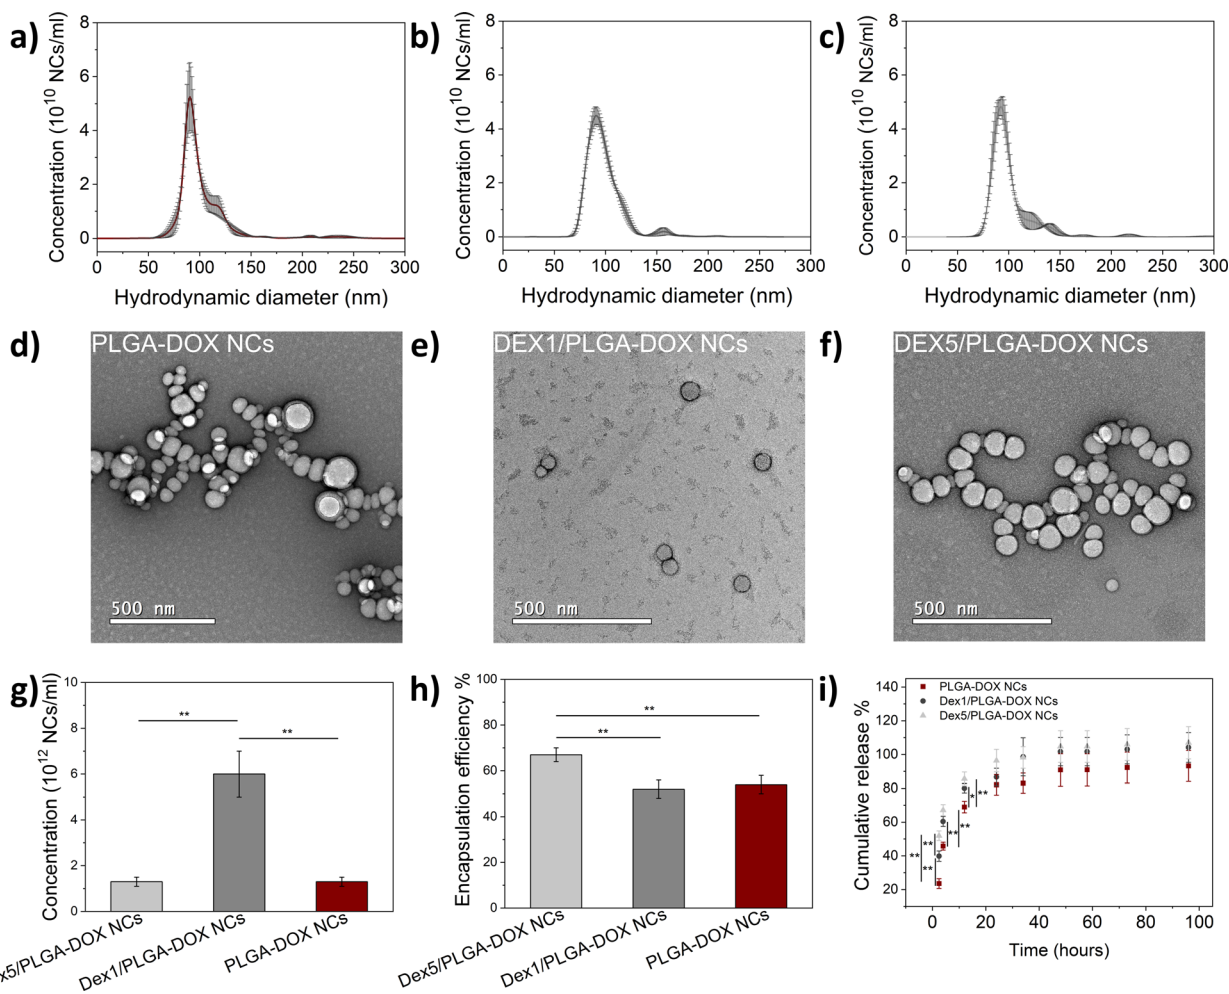 a)
Concentration (10^10 NCs/ml)
8
6
4
2
0
0 50 100 150 200 250 300
Hydrodynamic diameter (nm)
b)
Concentration (10^10 NCs/ml)
8
6
4
2
0
0 50 100 150 200 250 300
Hydrodynamic diameter (nm)
c)
Concentration (10^10 NCs/ml)
8
6
4
2
0
0 50 100 150 200 250 300
Hydrodynamic diameter (nm)
d)
PLGA-DOX NCs
500 nm
e)
DEX1/PLGA-DOX NCs
500 nm
f)
DEX5/PLGA-DOX NCs
500 nm
g)
Concentration (10^12 NCs/ml)
10
8
6
4
2
0
**
**
x5/PLGA-DOX NCs
Dex1/PLGA-DOX NCs
PLGA-DOX NCs
h)
Encapsulation efficiency %
100
80
60
40
20
0
**
**
Dex5/PLGA-DOX NCs
Dex1/PLGA-DOX NCs
PLGA-DOX NCs
i)
Cumulative release %
140
120
100
80
60
40
20
PLGA-DOX NCs
Dex1/PLGA-DOX NCs
Dex5/PLGA-DOX NCs
*
**
**
**
**
**
**
0 20 40 60 80 100
Time (hours)